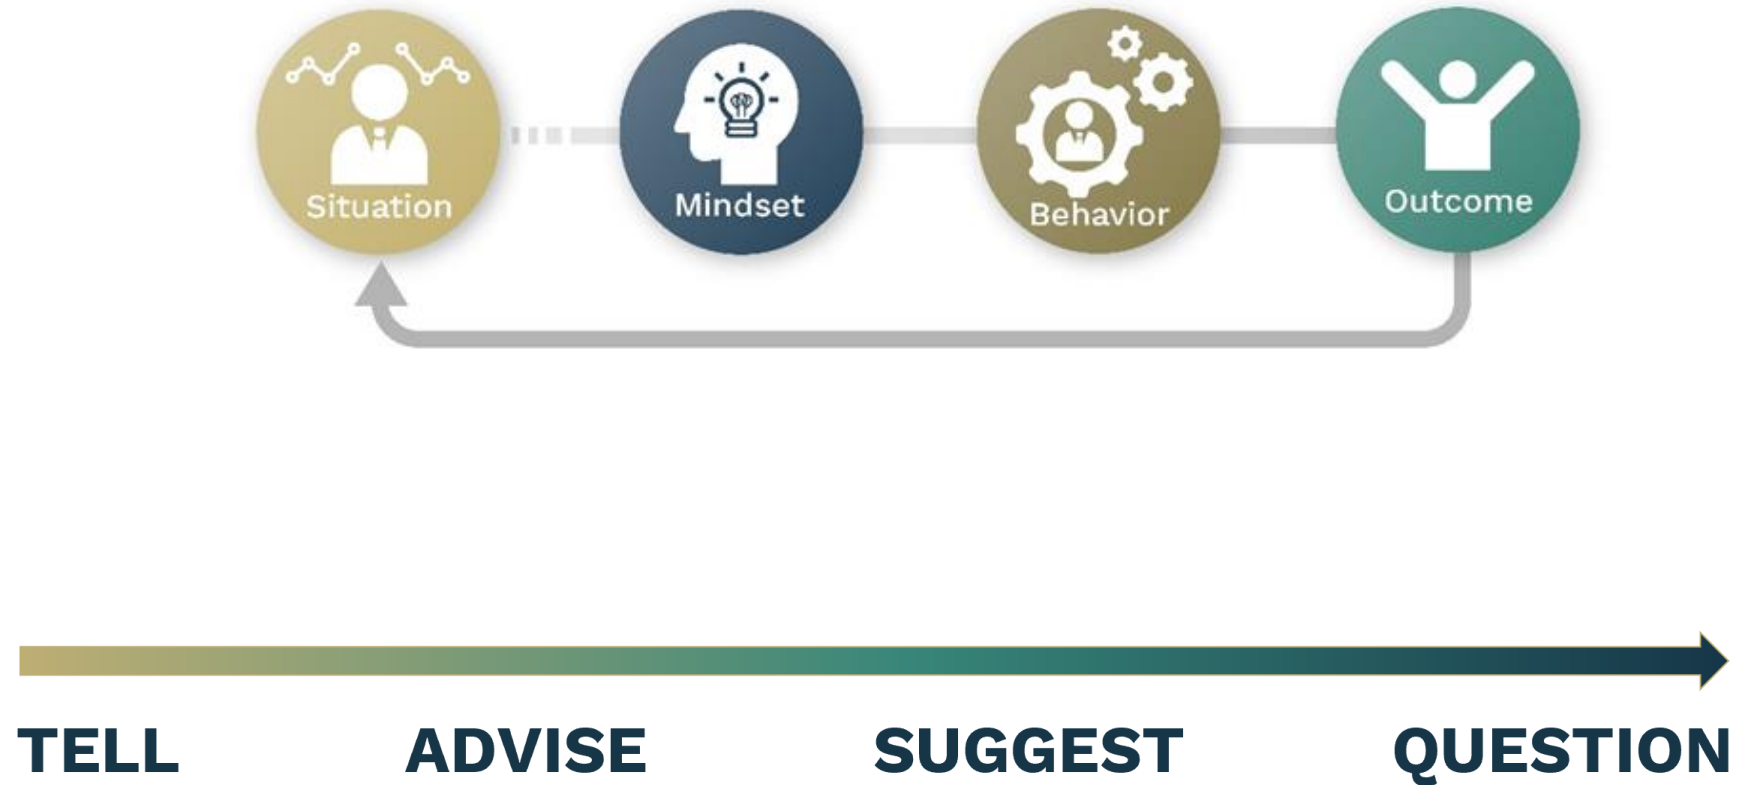 Situation
Mindset
Behavior
Outcome
TELL ADVISE SUGGEST QUESTION